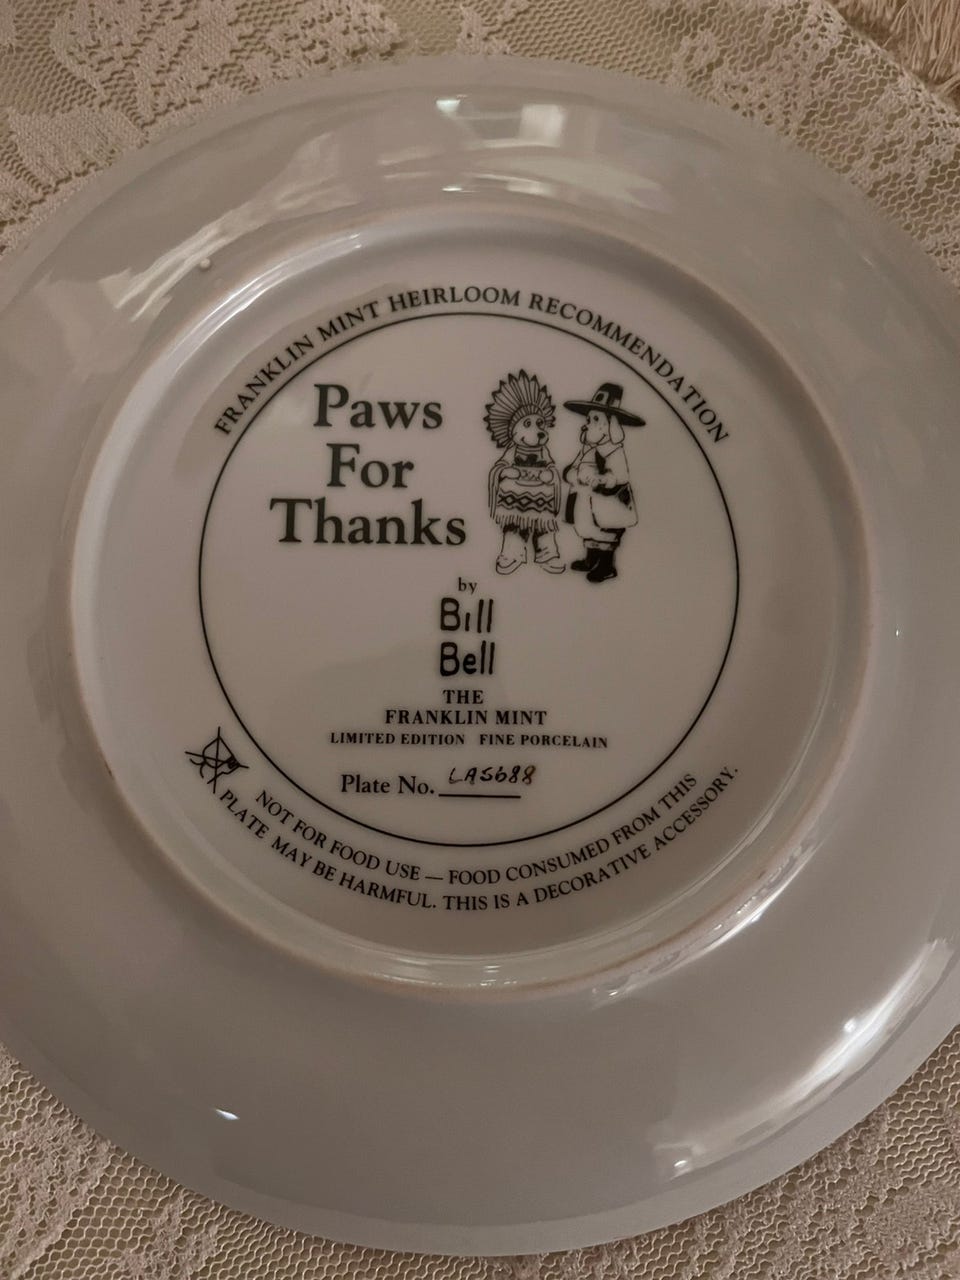 FRANKLIN MINT HEIRLOOM RECOMMENDATION
Paws
For
Thanks
by
Bill
Bell
THE
FRANKLIN MINT
LIMITED EDITION FINE PORCELAIN
Plate No. LA5688
NOT FOR FOOD USE — FOOD CONSUMED FROM THIS
PLATE MAY BE HARMFUL. THIS IS A DECORATIVE ACCESSORY.